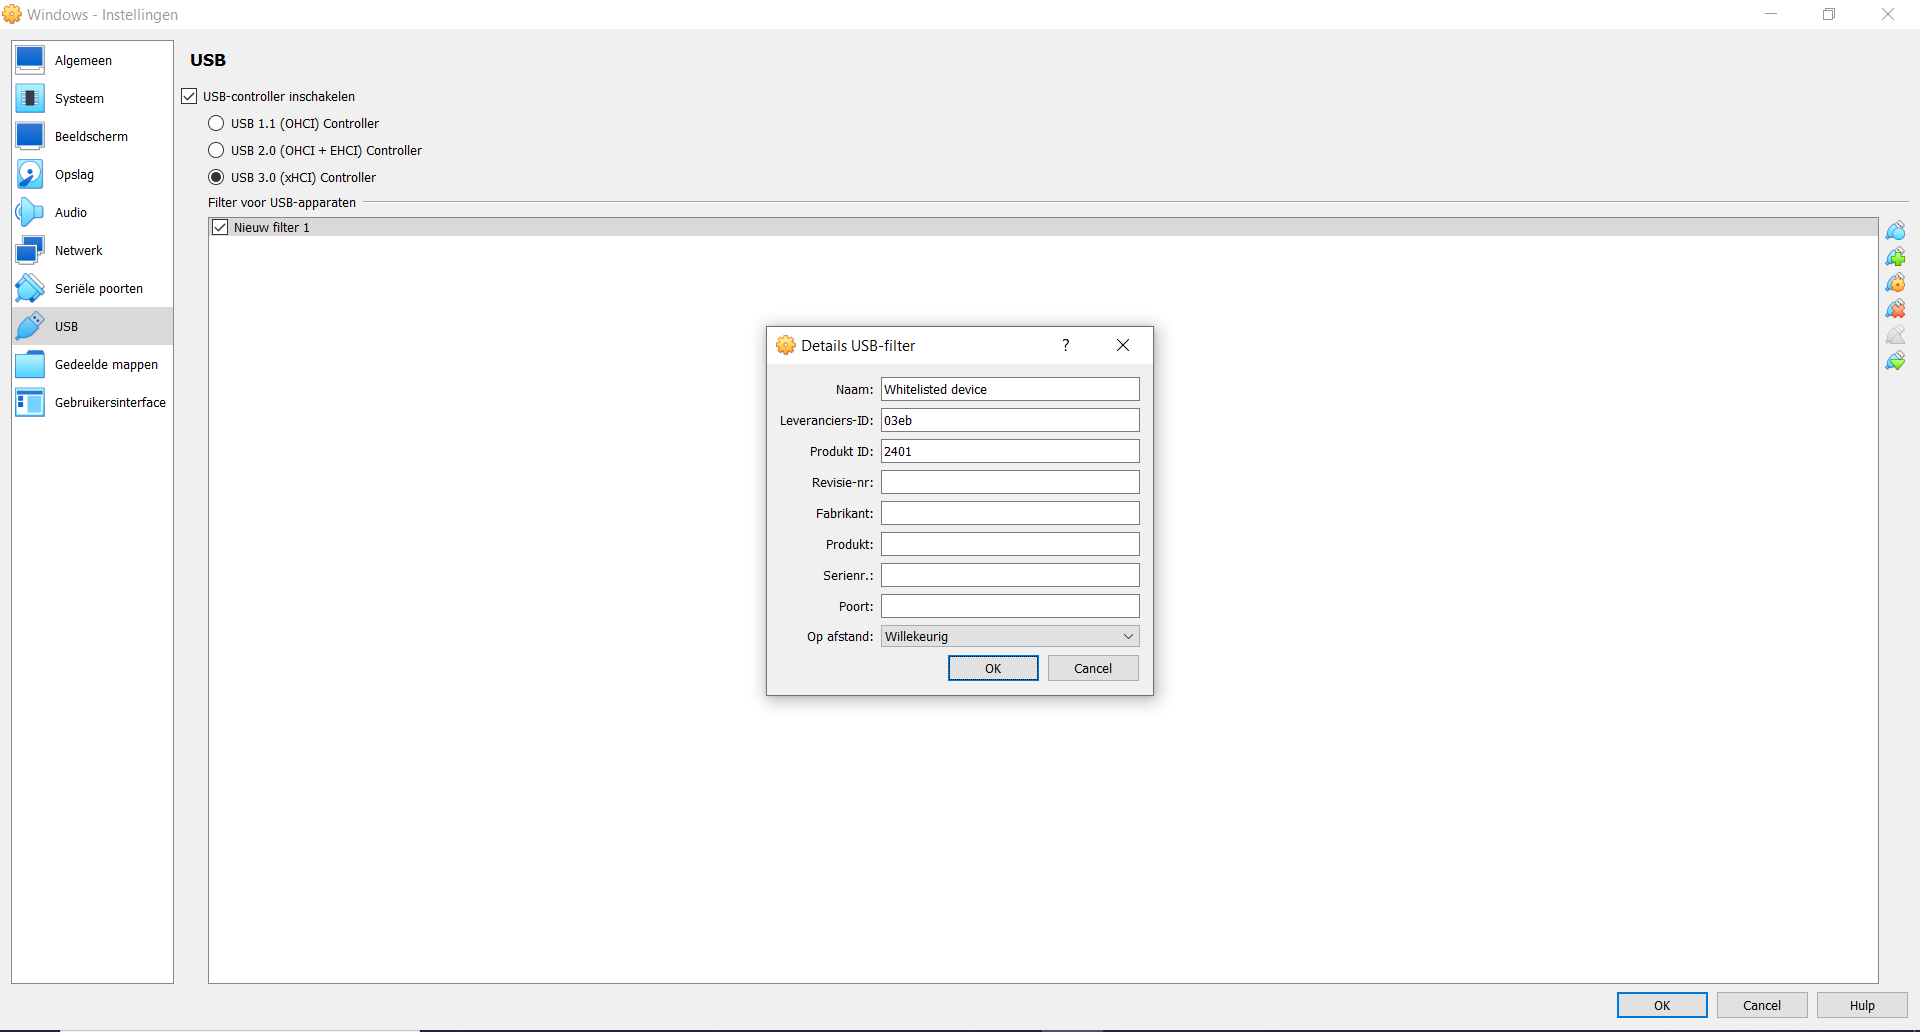 Windows - Instellingen
Algemeen
Systeem
Beeldscherm
Opslag
Audio
Netwerk
Seriële poorten
USB
Gedeelde mappen
Gebruikersinterface
USB
USB-controller inschakelen
USB 1.1 (OHCI) Controller
USB 2.0 (OHCI + EHCI) Controller
USB 3.0 (xHCI) Controller
Filter voor USB-apparaten
Nieuw filter 1
Details USB-filter ?
Naam: Whitelisted device
Leveranciers-ID: 03eb
Produkt ID: 2401
Revisie-nr:
Fabrikant:
Produkt:
Serienr.:
Poort:
Op afstand: Willekeurig
OK Cancel
OK Cancel Hulp